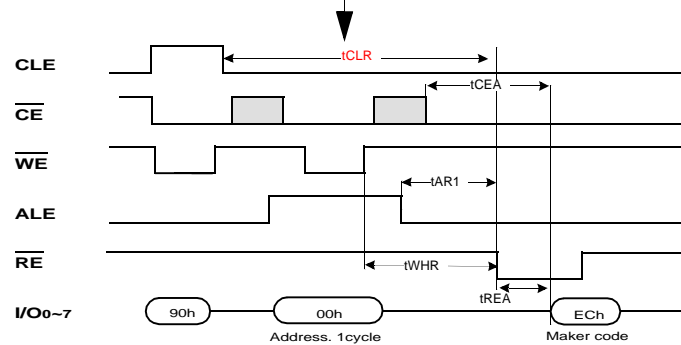 CLE
tCLR
tCEA
CE
WE
tAR1
ALE
RE
tWHR
tREA
I/O0~7
90h
00h
ECh
Address. 1cycle
Maker code